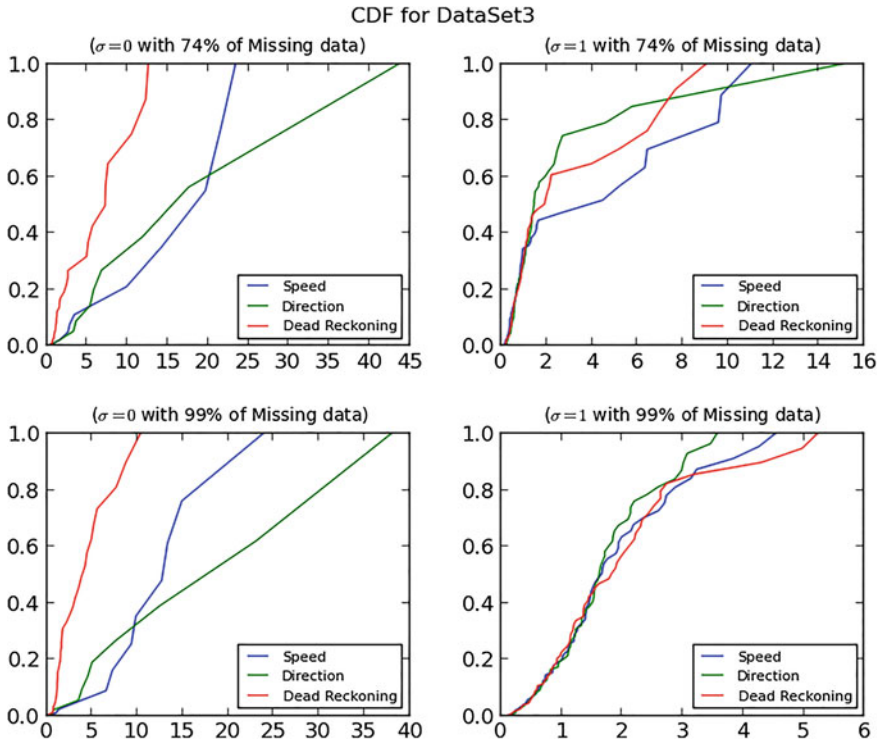 CDF for DataSet3
(σ=0 with 74% of Missing data)
1.0
0.8
0.6
0.4
0.2
0.0
0 5 10 15 20 25 30 35 40 45
Speed
Direction
Dead Reckoning
(σ=1 with 74% of Missing data)
1.0
0.8
0.6
0.4
0.2
0.0
0 2 4 6 8 10 12 14 16
Speed
Direction
Dead Reckoning
(σ=0 with 99% of Missing data)
1.0
0.8
0.6
0.4
0.2
0.0
0 5 10 15 20 25 30 35 40
Speed
Direction
Dead Reckoning
(σ=1 with 99% of Missing data)
1.0
0.8
0.6
0.4
0.2
0.0
0 1 2 3 4 5 6
Speed
Direction
Dead Reckoning